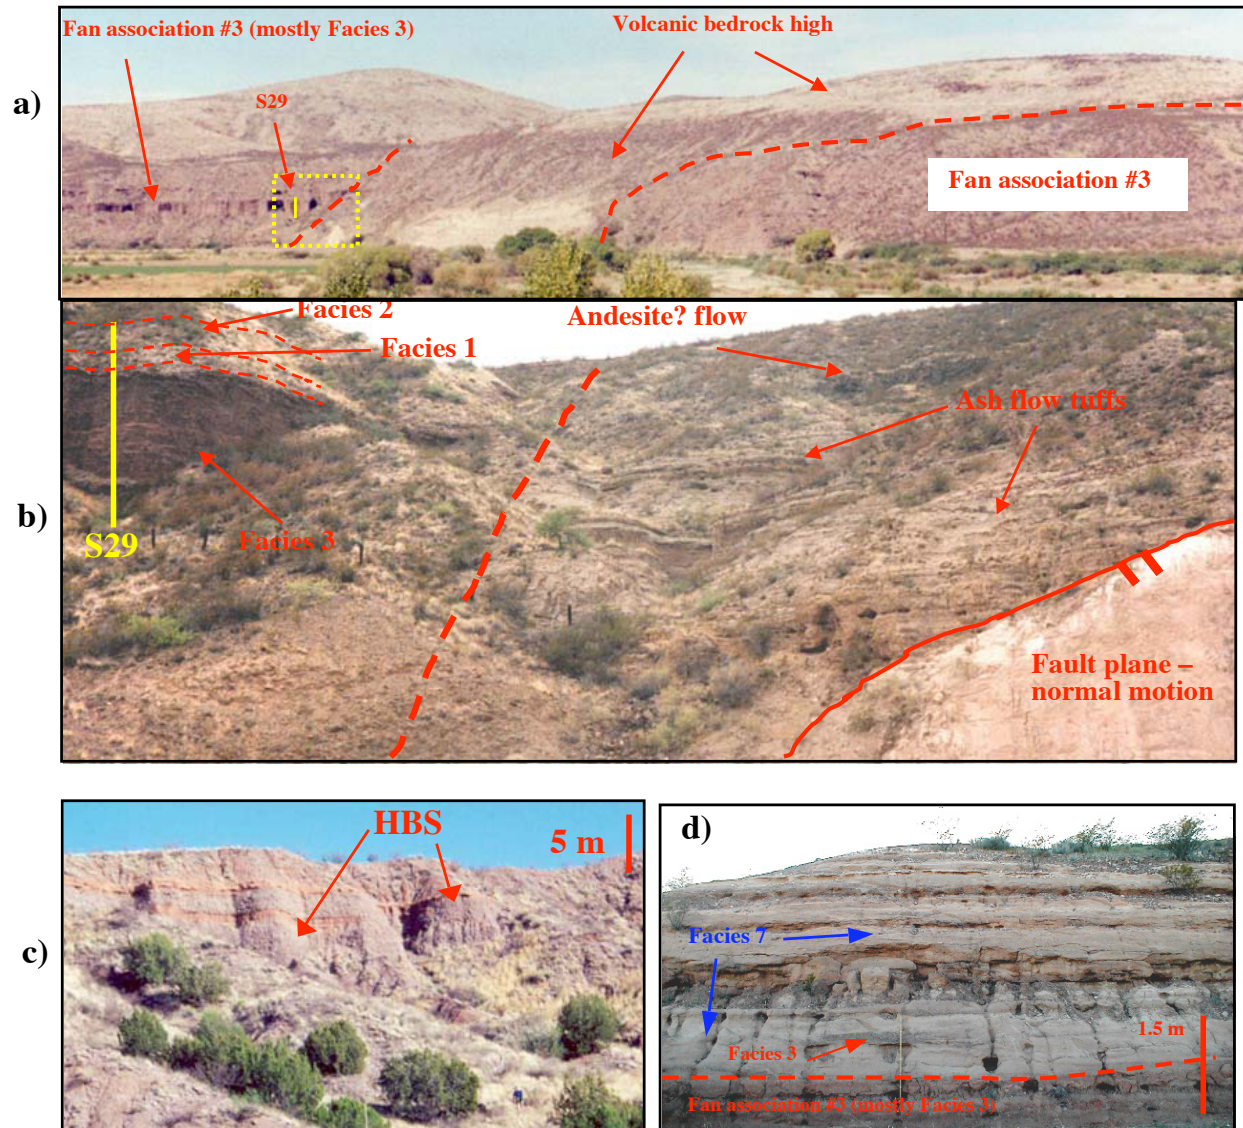 a)
Fan association #3 (mostly Facies 3)
Volcanic bedrock high
S29
Fan association #3
b)
Facies 2
Facies 1
Andesite? flow
Ash flow tuffs
S29
Facies 3
Fault plane –
normal motion
c)
HBS
5 m
d)
Facies 7
1.5 m
Facies 3
Fan association #3 (mostly Facies 3)